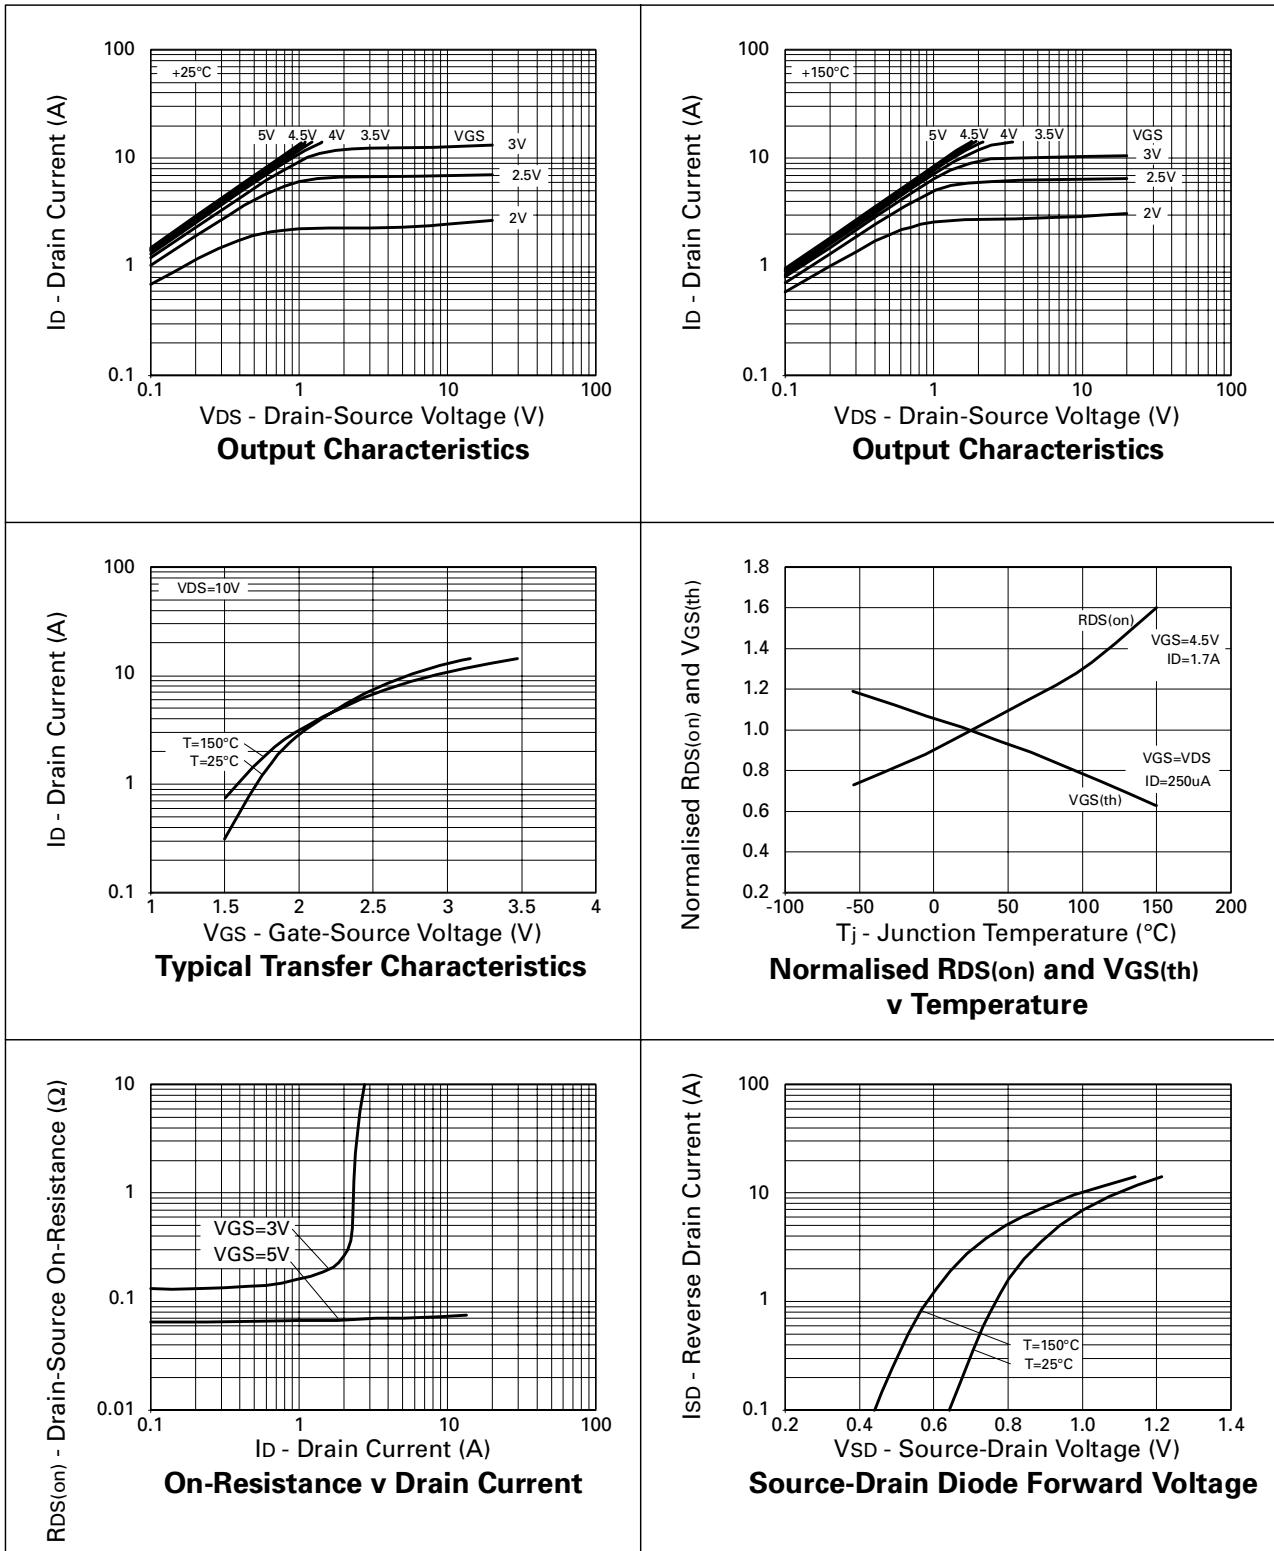 100
+25°C
5V 4.5V 4V 3.5V VGS
10
3V
2.5V
2V
1
0.1
0.1 1 10 100
ID - Drain Current (A)
VDS - Drain-Source Voltage (V)
Output Characteristics
100
+150°C
5V 4.5V 4V 3.5V VGS
10
3V
2.5V
2V
1
0.1
0.1 1 10 100
ID - Drain Current (A)
VDS - Drain-Source Voltage (V)
Output Characteristics
100
VDS=10V
10
T=150°C
T=25°C
1
0.1
1 1.5 2 2.5 3 3.5 4
ID - Drain Current (A)
VGS - Gate-Source Voltage (V)
Typical Transfer Characteristics
1.8
1.6
RDS(on)
VGS=4.5V
ID=1.7A
1.4
1.2
1.0
VGS=VDS
ID=250uA
0.8
VGS(th)
0.6
0.4
0.2
-100 -50 0 50 100 150 200
Normalised RDS(on) and VGS(th)
Tj - Junction Temperature (°C)
Normalised RDS(on) and VGS(th)
v Temperature
10
1
VGS=3V
VGS=5V
0.1
0.01
0.1 1 10 100
RDS(on) - Drain-Source On-Resistance (Ω)
ID - Drain Current (A)
On-Resistance v Drain Current
100
10
1
T=150°C
T=25°C
0.1
0.2 0.4 0.6 0.8 1.0 1.2 1.4
ISD - Reverse Drain Current (A)
VSD - Source-Drain Voltage (V)
Source-Drain Diode Forward Voltage